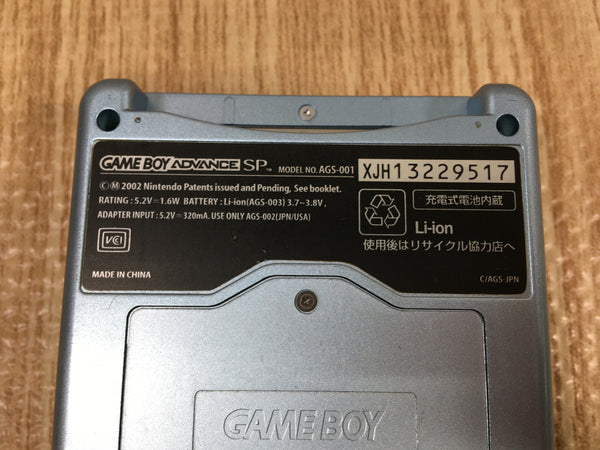 GAME BOY ADVANCE SP™ MODEL NO. AGS-001 XJH13229517
ⒸⓂ 2002 Nintendo Patents issued and Pending, See booklet.
RATING : 5.2V⎓ 1.6W BATTERY : Li-ion(AGS-003) 3.7~3.8V,
ADAPTER INPUT : 5.2V⎓ 320mA. USE ONLY AGS-002(JPN/USA)
VCI
MADE IN CHINA
充電式電池内蔵
Li-ion
使用後はリサイクル協力店へ
C/AGS-JPN
GAME BOY